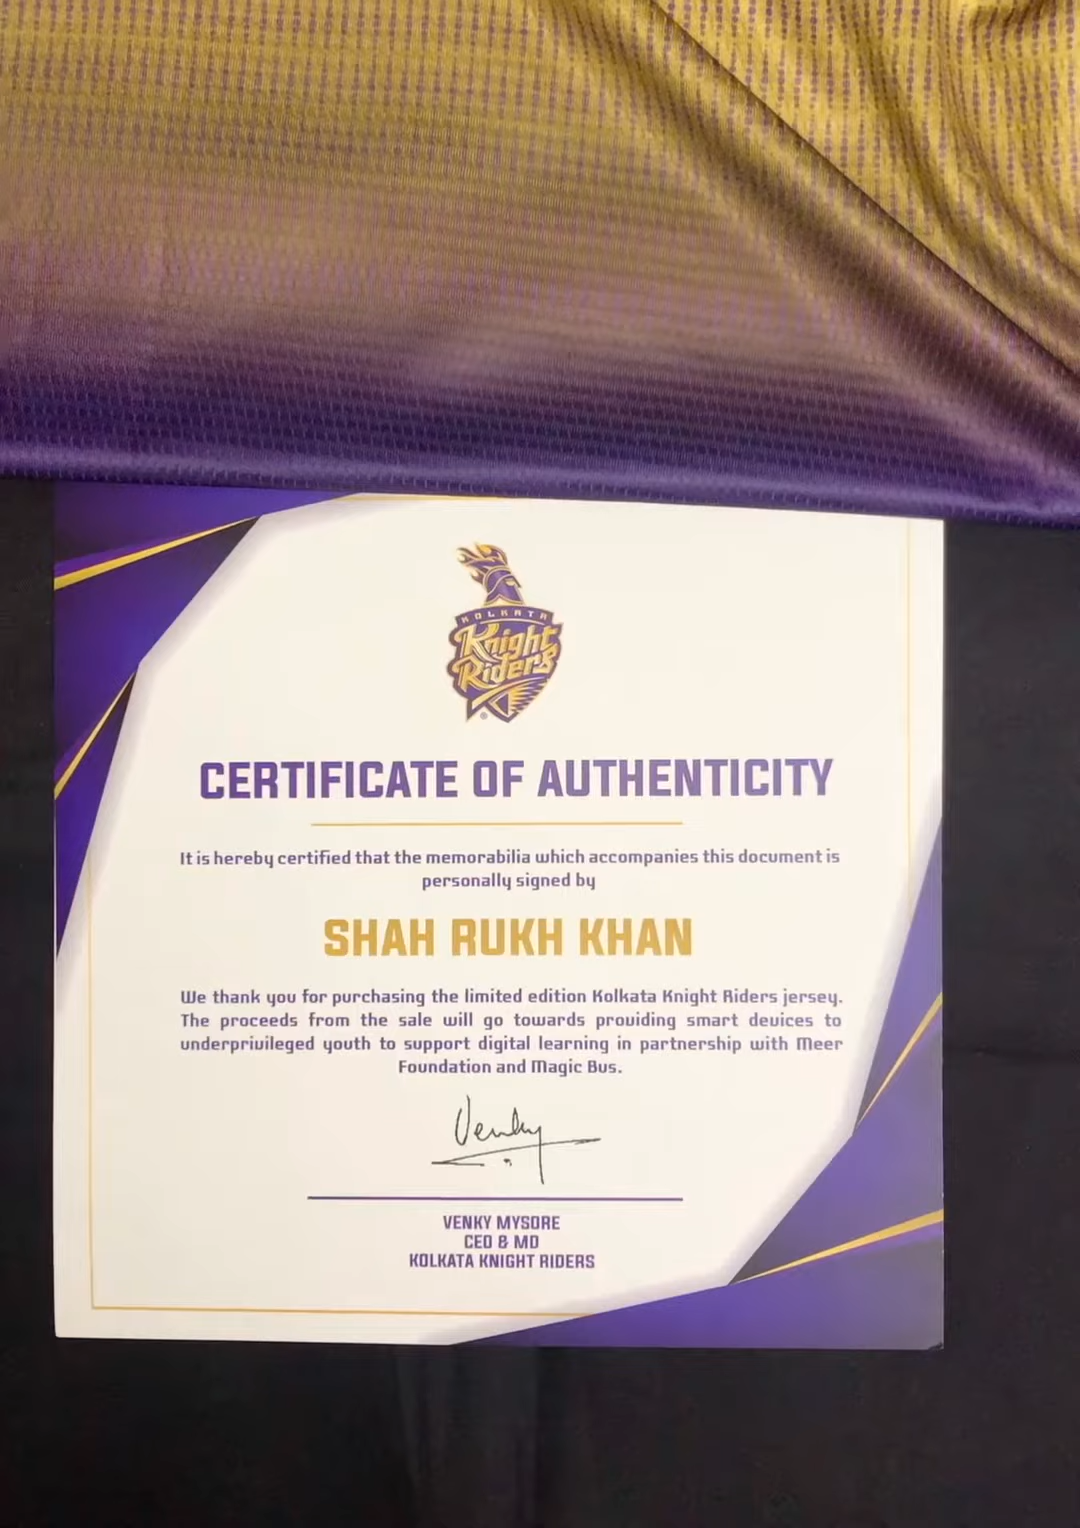 KOLKATA
Knight
Riders
®
CERTIFICATE OF AUTHENTICITY
It is hereby certified that the memorabilia which accompanies this document is
personally signed by
SHAH RUKH KHAN
We thank you for purchasing the limited edition Kolkata Knight Riders jersey.
The proceeds from the sale will go towards providing smart devices to
underprivileged youth to support digital learning in partnership with Meer
Foundation and Magic Bus.
Venky
VENKY MYSORE
CEO & MD
KOLKATA KNIGHT RIDERS